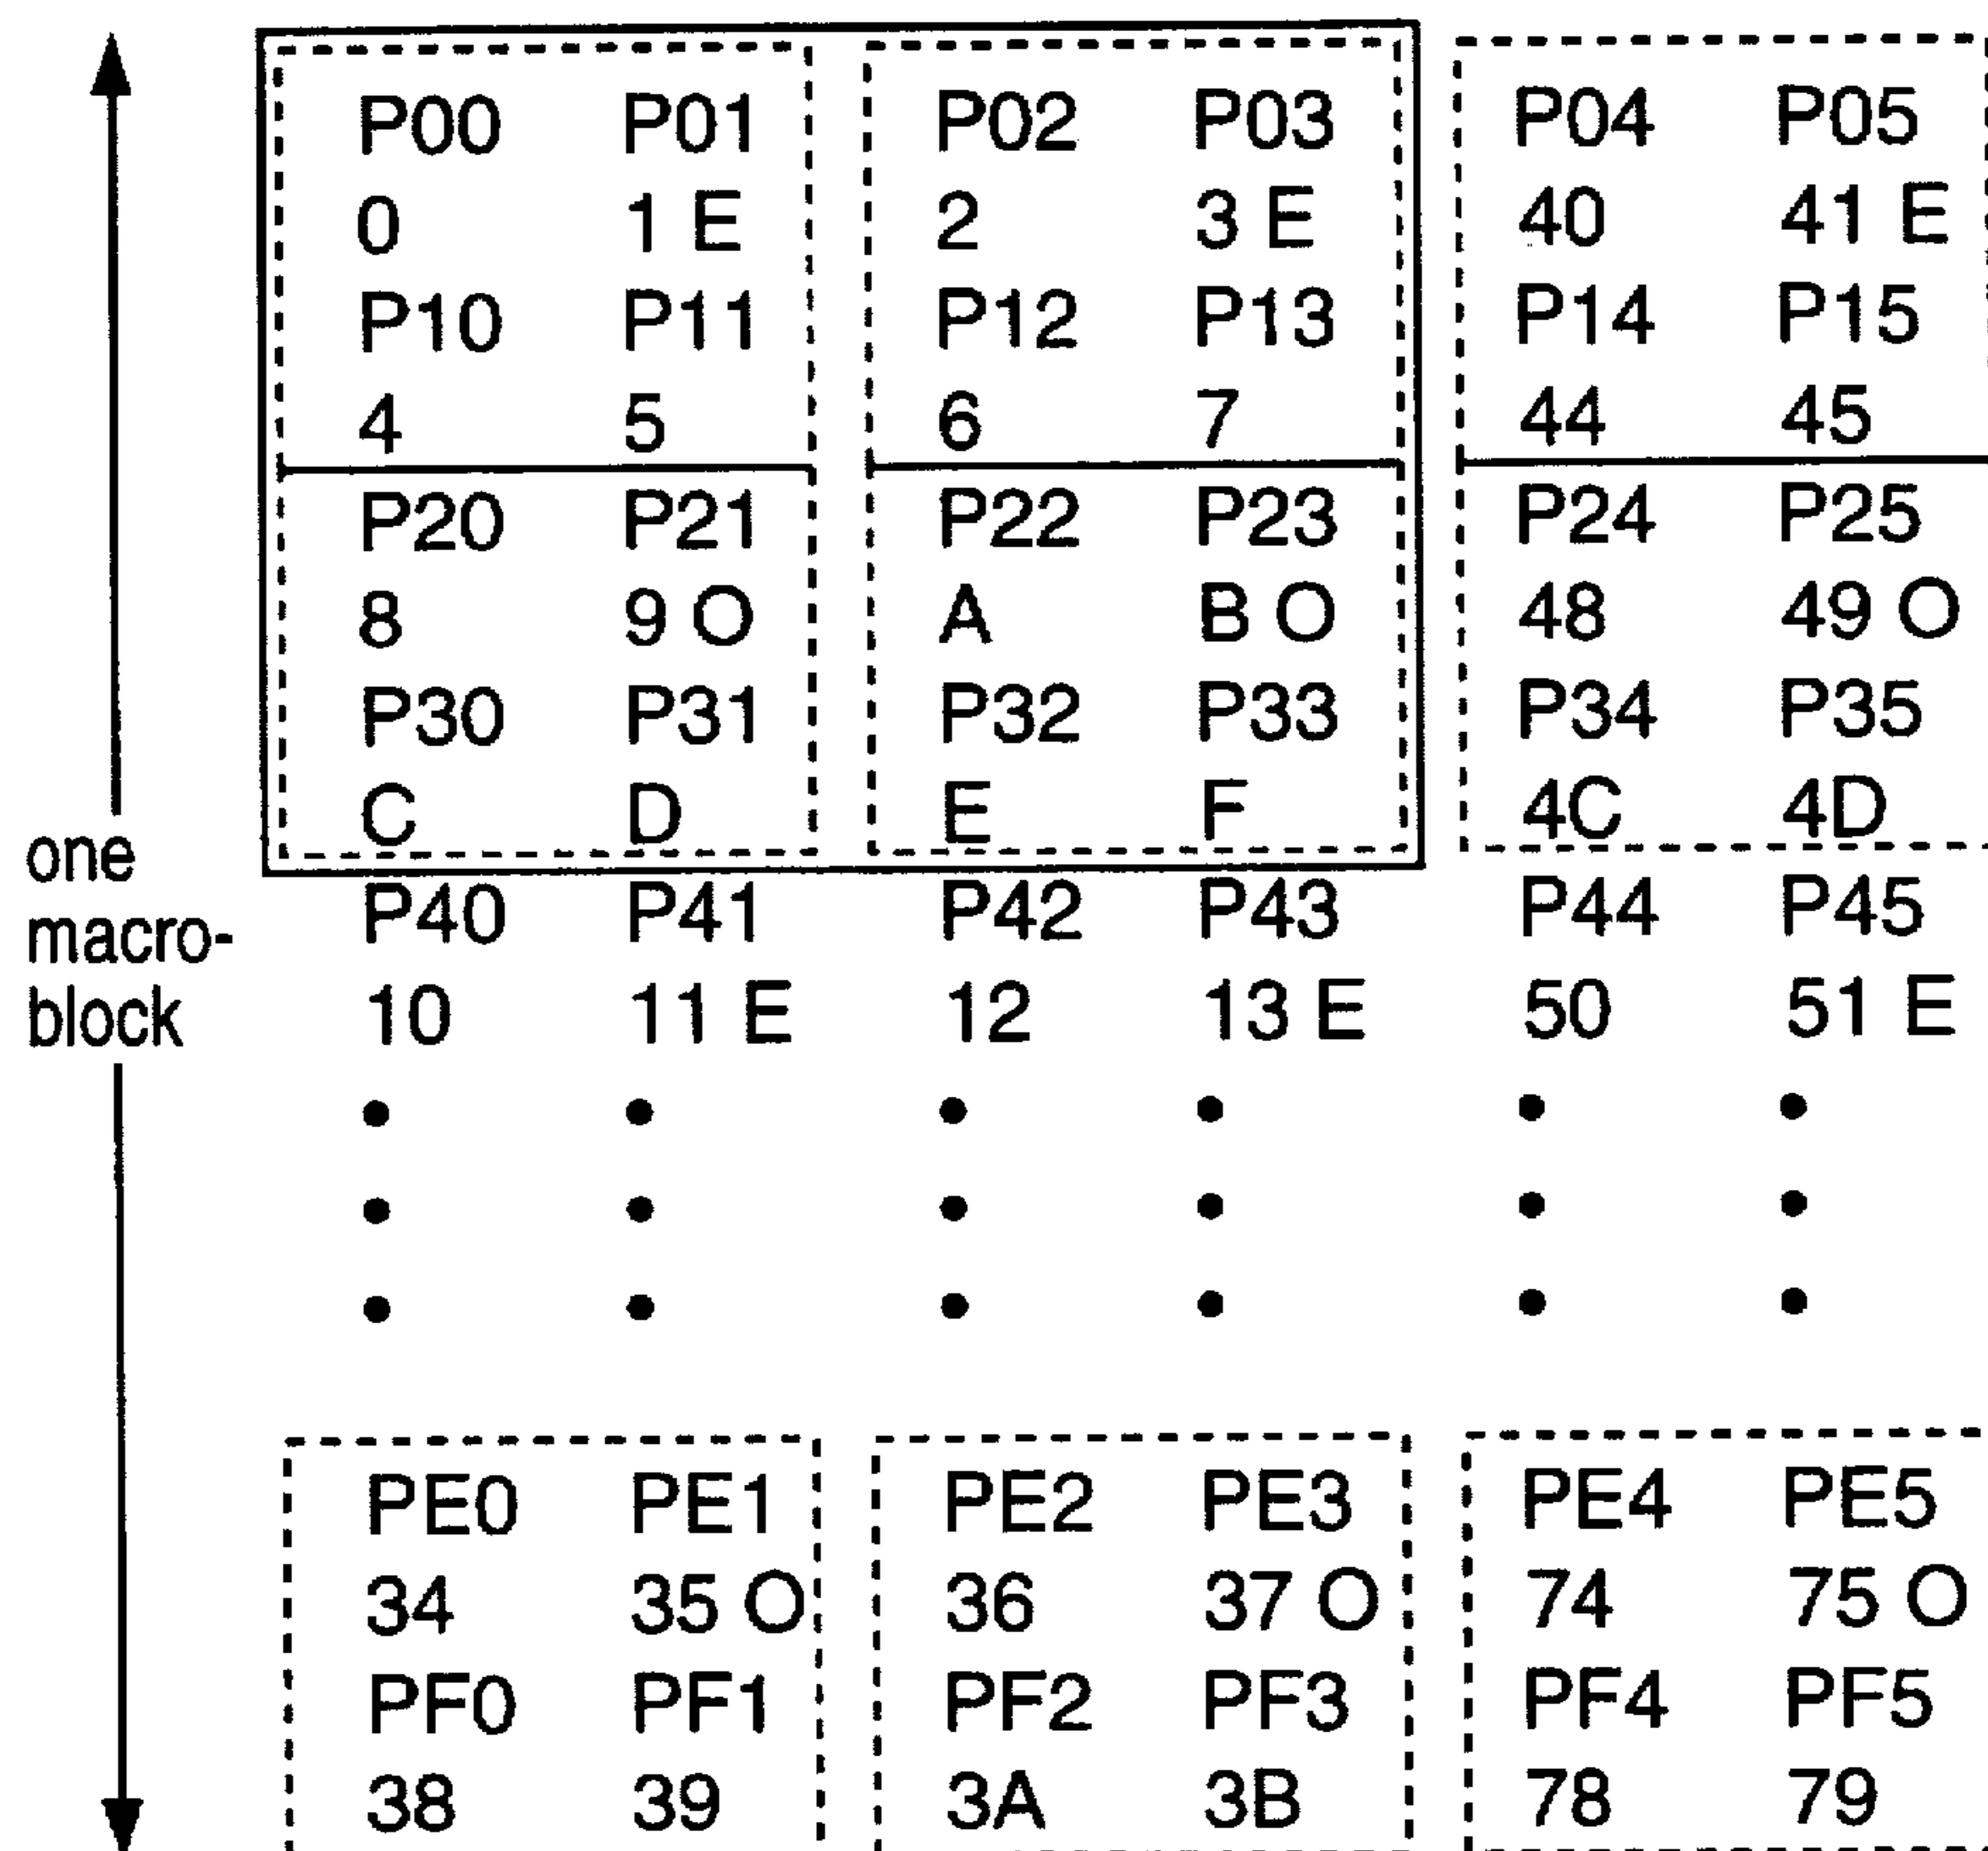 P00 P01 P02 P03 P04 P05
0 1 E 2 3 E 40 41 E
P10 P11 P12 P13 P14 P15
4 5 6 7 44 45
P20 P21 P22 P23 P24 P25
8 9 O A B O 48 49 O
P30 P31 P32 P33 P34 P35
C D E F 4C 4D
one
macro-
block
P40 P41 P42 P43 P44 P45
10 11 E 12 13 E 50 51 E
PE0 PE1 PE2 PE3 PE4 PE5
34 35 O 36 37 O 74 75 O
PF0 PF1 PF2 PF3 PF4 PF5
38 39 3A 3B 78 79